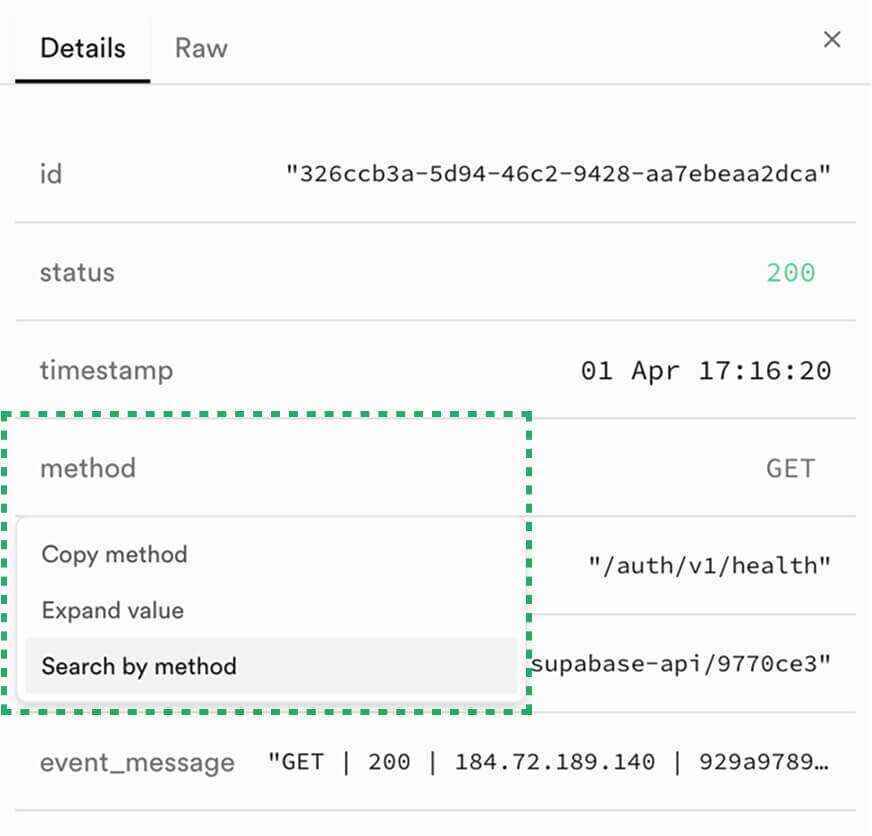 Details Raw ×
id "326ccb3a-5d94-46c2-9428-aa7ebeaa2dca"
status 200
timestamp 01 Apr 17:16:20
method GET
Copy method
"/auth/v1/health"
Expand value
Search by method
supabase-api/9770ce3"
event_message "GET | 200 | 184.72.189.140 | 929a9789…